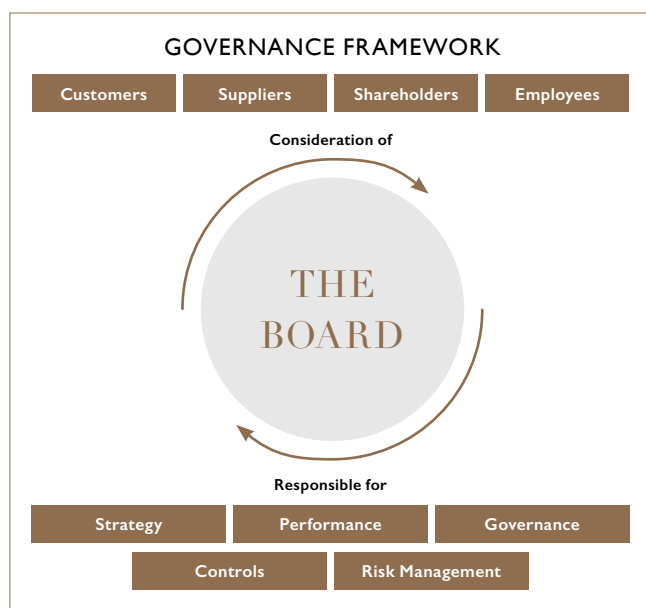 GOVERNANCE FRAMEWORK
Customers Suppliers Shareholders Employees
Consideration of
THE
BOARD
Responsible for
Strategy Performance Governance
Controls Risk Management